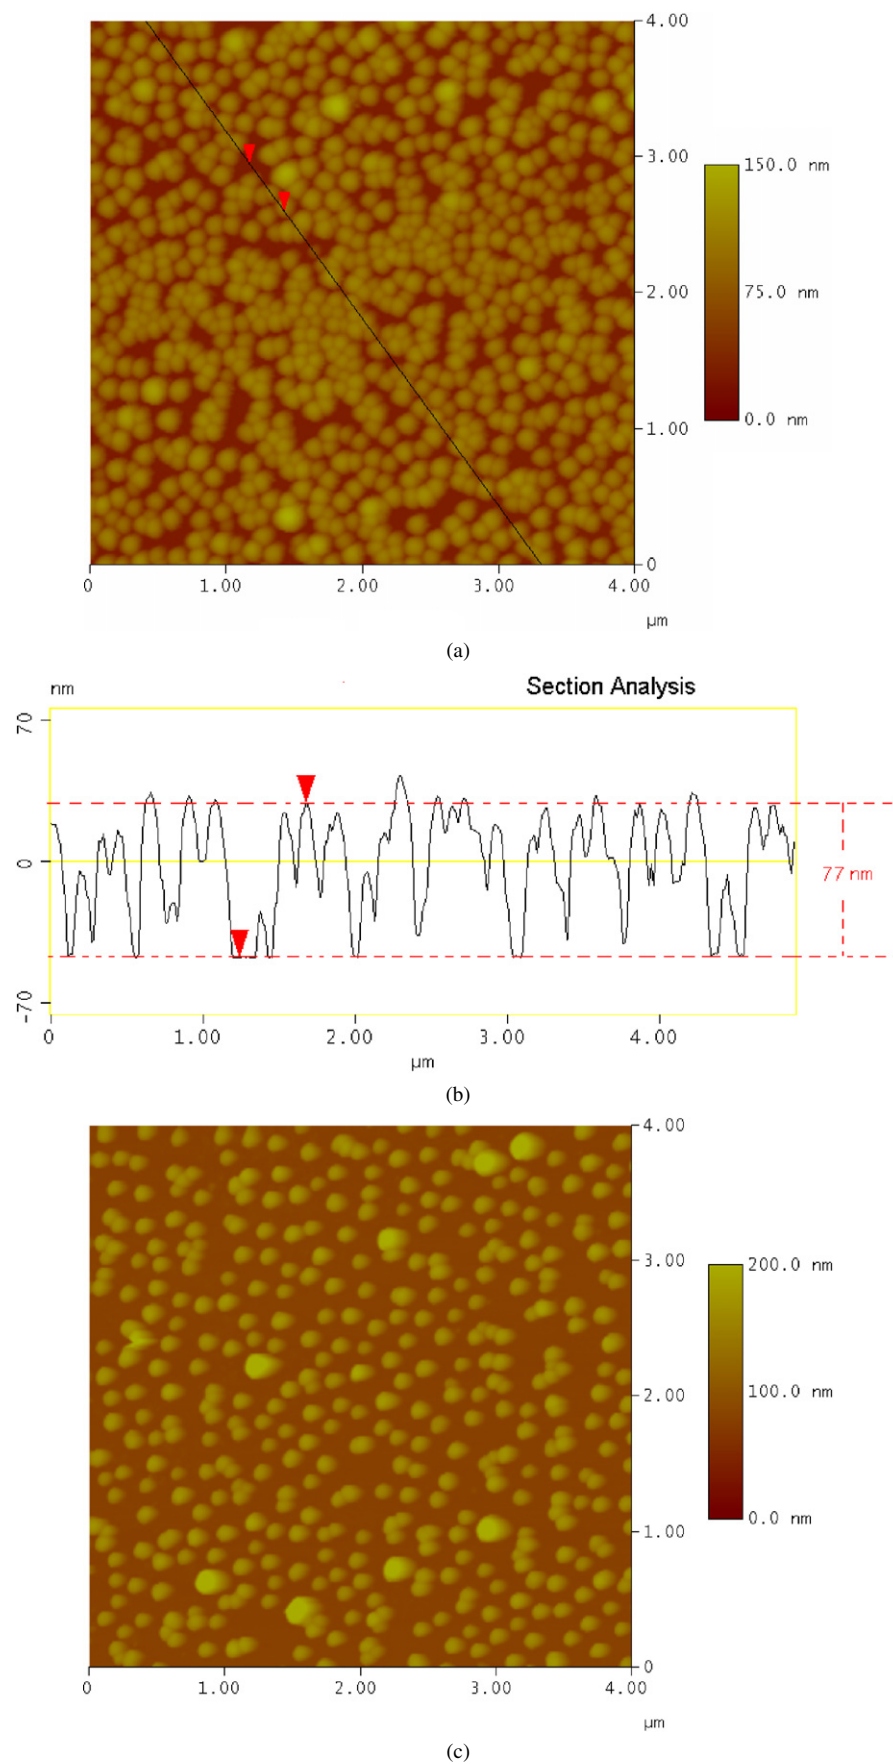 4.00
3.00
2.00
1.00
0
150.0 nm
75.0 nm
0.0 nm
0 1.00 2.00 3.00 4.00
μm
(a)
nm Section Analysis
70
0
-70
77 nm
0 1.00 2.00 3.00 4.00
μm
(b)
4.00
3.00
2.00
1.00
0
200.0 nm
100.0 nm
0.0 nm
0 1.00 2.00 3.00 4.00
μm
(c)